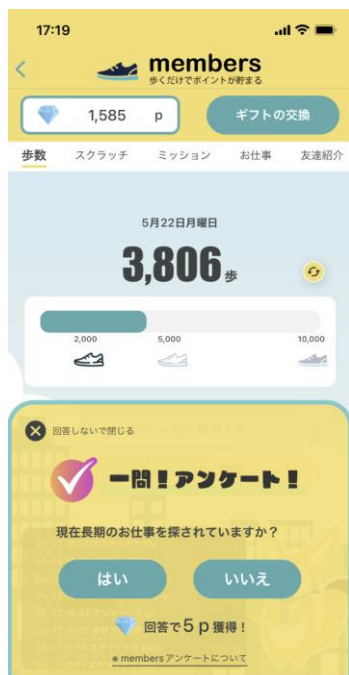 17:19
members
歩くだけでポイントが貯まる
1,585 p
ギフトの交換
歩数 スクラッチ ミッション お仕事 友達紹介
5月22日月曜日
3,806歩
2,000 5,000 10,000
回答しないで閉じる
一問！アンケート！
現在長期のお仕事を探されていますか？
はい いいえ
回答で5p獲得！
※membersアンケートについて